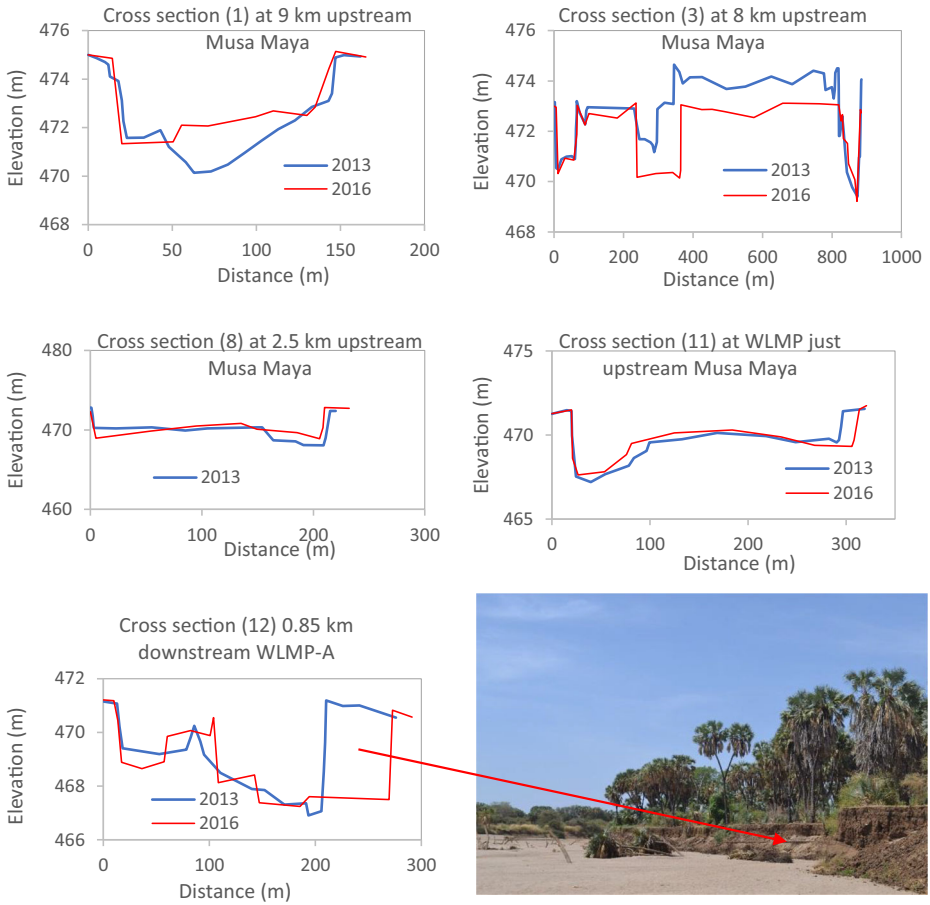 Cross section (1) at 9 km upstream
Musa Maya
476
474
472
470
468
Elevation (m)
0
50
100
150
200
Distance (m)
2013
2016
Cross section (3) at 8 km upstream
Musa Maya
476
474
472
470
468
Elevation (m)
0
200
400
600
800
1000
Distance (m)
2013
2016
Cross section (8) at 2.5 km upstream
Musa Maya
480
470
460
Elevation (m)
0
100
200
300
Distance (m)
2013
Cross section (11) at WLMP just
upstream Musa Maya
475
470
465
Elevation (m)
0
100
200
300
Distance (m)
2013
2016
Cross section (12) 0.85 km
downstream WLMP-A
472
470
468
466
Elevation (m)
0
100
200
300
Distance (m)
2013
2016